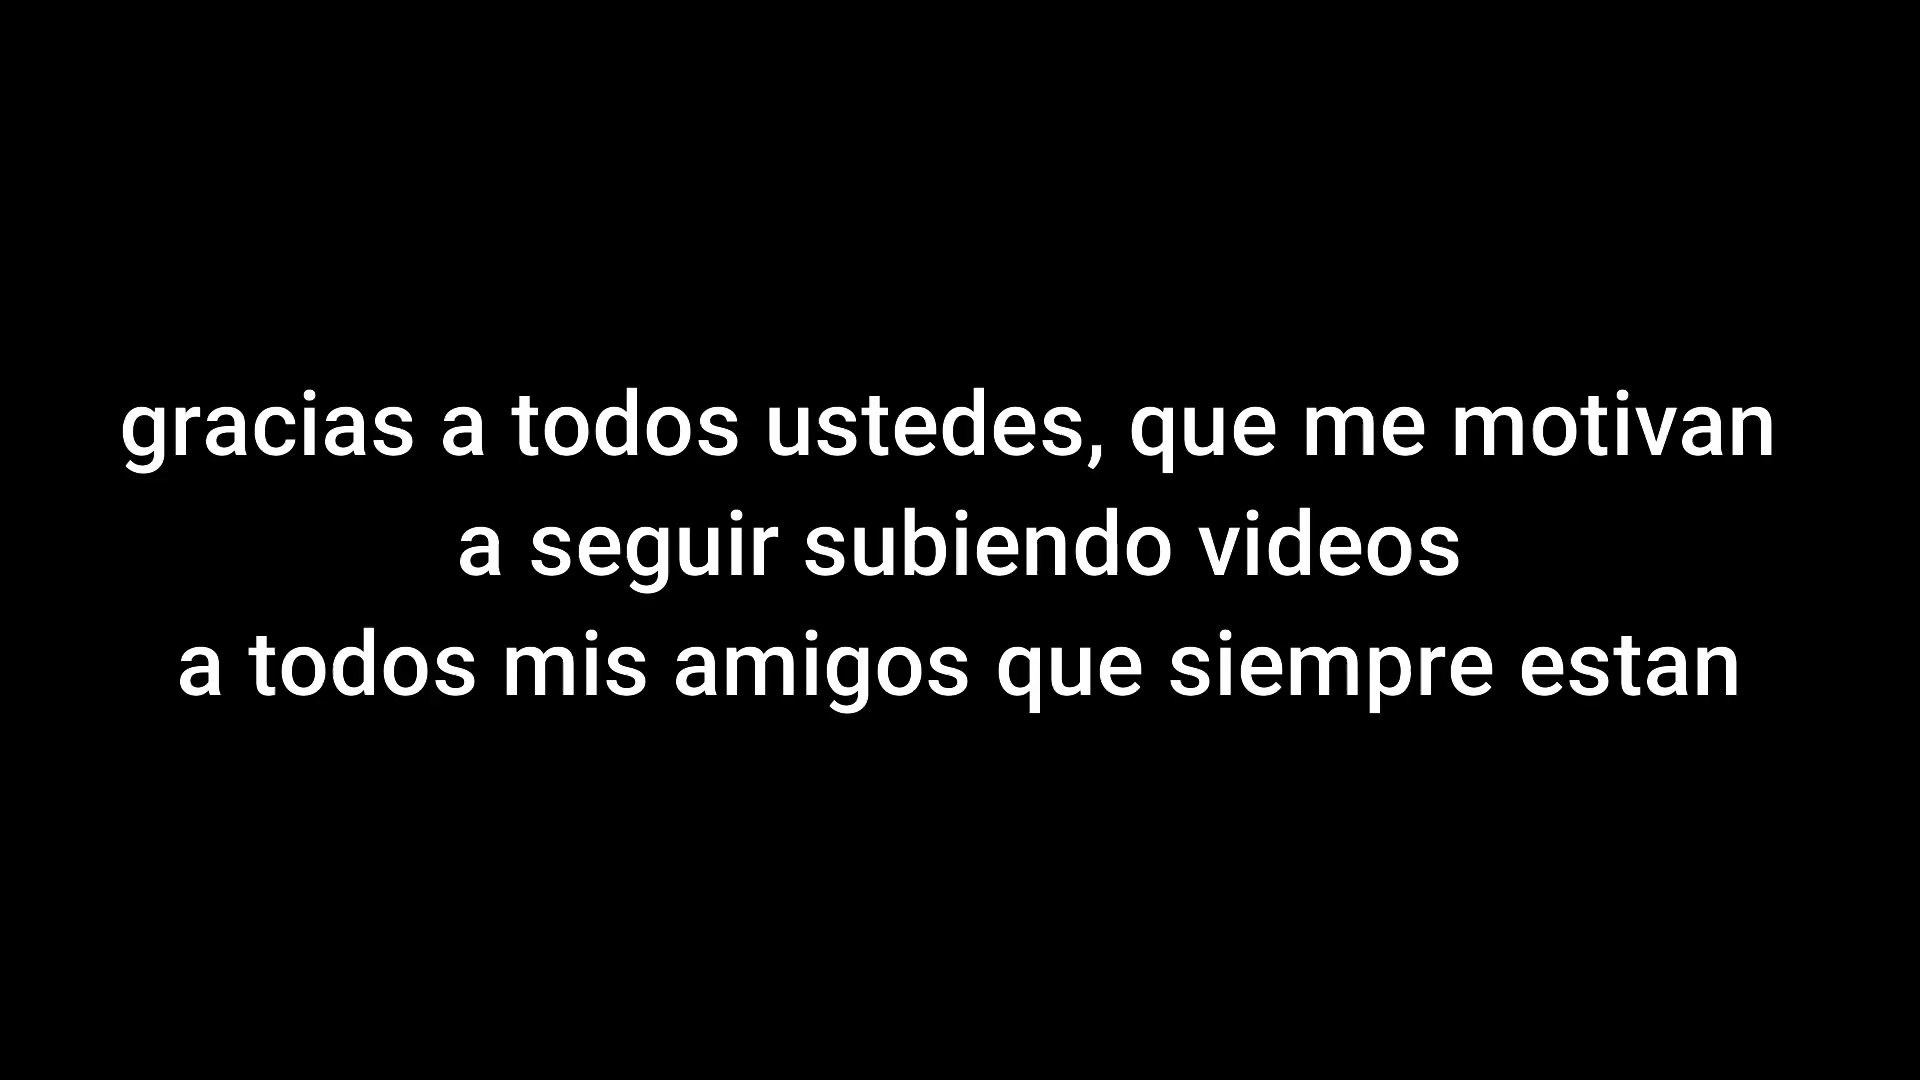 gracias a todos ustedes, que me motivan
a seguir subiendo videos
a todos mis amigos que siempre estan